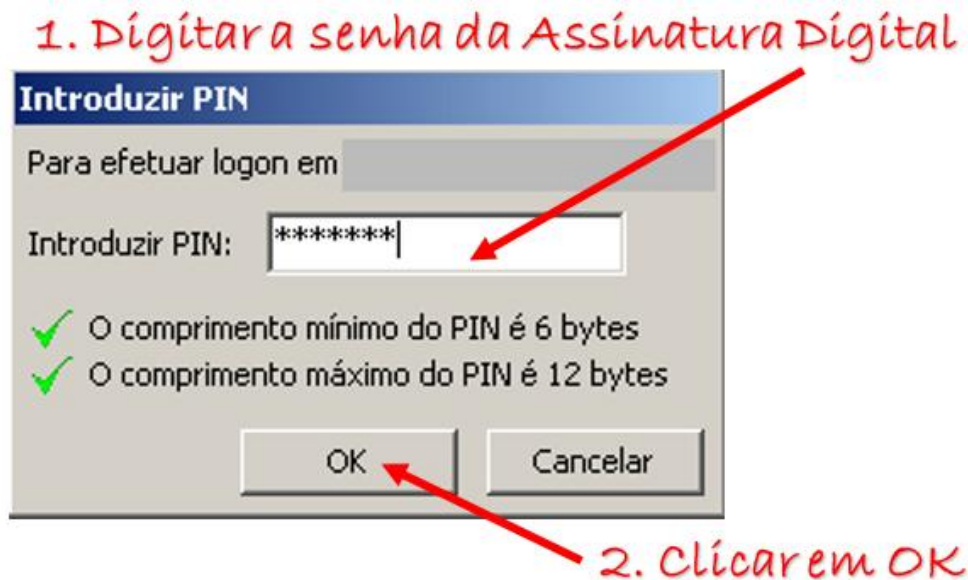 1. Digitar a senha da Assinatura Digital
Introduzir PIN
Para efetuar logon em
Introduzir PIN: *******
O comprimento mínimo do PIN é 6 bytes
O comprimento máximo do PIN é 12 bytes
OK Cancelar
2. Clicar em OK